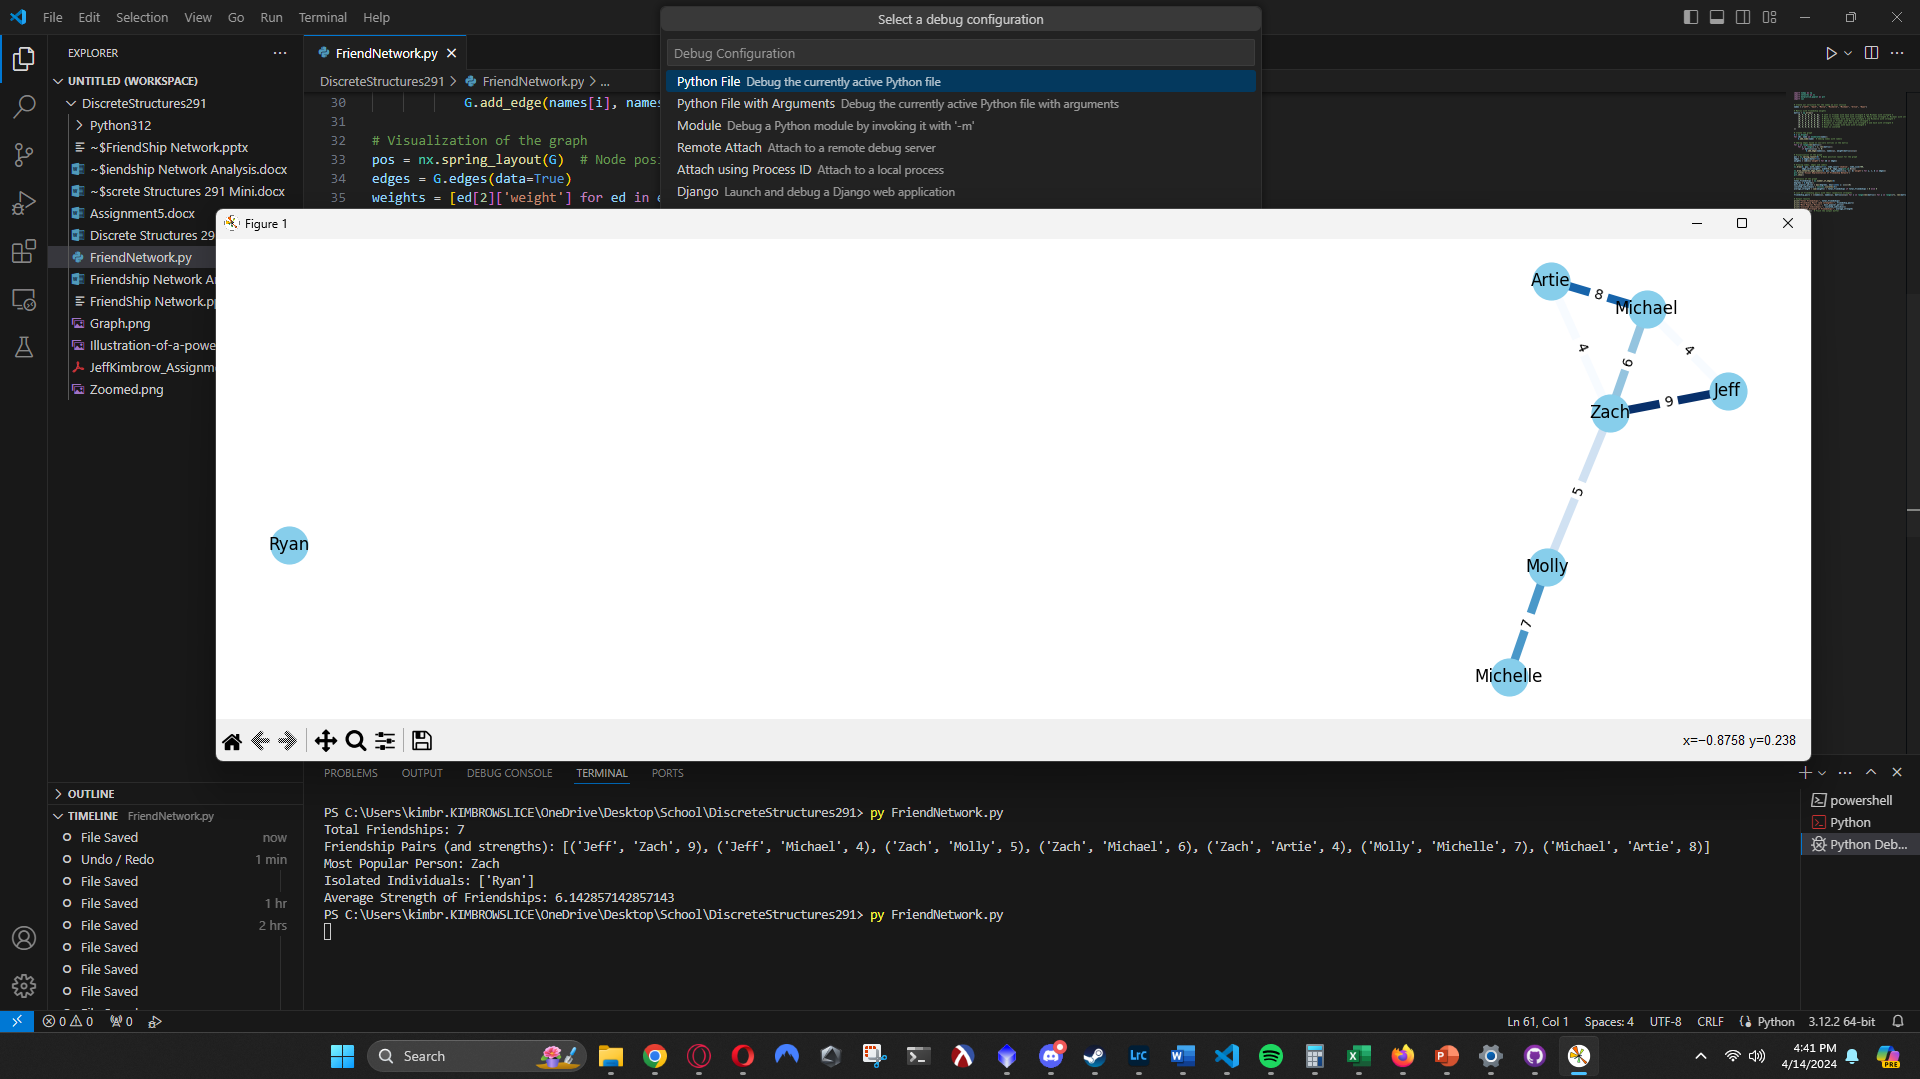 File Edit Selection View Go Run Terminal Help
Select a debug configuration
Debug Configuration
Python File Debug the currently active Python file
Python File with Arguments Debug the currently active Python file with arguments
Module Debug a Python module by invoking it with '-m'
Remote Attach Attach to a remote debug server
Attach using Process ID Attach to a local process
Django Launch and debug a Django web application
EXPLORER
UNTITLED (WORKSPACE)
DiscreteStructures291
Python312
~$FriendShip Network.pptx
~$iendship Network Analysis.docx
~$screte Structures 291 Mini.docx
Assignment5.docx
Discrete Structures 29
FriendNetwork.py
Friendship Network A
FriendShip Network.pp
Graph.png
Illustration-of-a-powe
JeffKimbrow_Assignm
Zoomed.png
FriendNetwork.py
DiscreteStructures291 > FriendNetwork.py > ...
30 G.add_edge(names[i], names
31
32 # Visualization of the graph
33 pos = nx.spring_layout(G) # Node posi
34 edges = G.edges(data=True)
35 weights = [ed[2]['weight'] for ed in e
Figure 1
Artie
8
Michael
4
6
4
Jeff
9
Zach
5
Ryan
Molly
7
Michelle
x=−0.8758 y=0.238
PROBLEMS OUTPUT DEBUG CONSOLE TERMINAL PORTS
PS C:\Users\kimbr.KIMBROWSLICE\OneDrive\Desktop\School\DiscreteStructures291> py FriendNetwork.py
Total Friendships: 7
Friendship Pairs (and strengths): [('Jeff', 'Zach', 9), ('Jeff', 'Michael', 4), ('Zach', 'Molly', 5), ('Zach', 'Michael', 6), ('Zach', 'Artie', 4), ('Molly', 'Michelle', 7), ('Michael', 'Artie', 8)]
Most Popular Person: Zach
Isolated Individuals: ['Ryan']
Average Strength of Friendships: 6.142857142857143
PS C:\Users\kimbr.KIMBROWSLICE\OneDrive\Desktop\School\DiscreteStructures291> py FriendNetwork.py
powershell
Python
Python Deb...
OUTLINE
TIMELINE FriendNetwork.py
File Saved now
Undo / Redo 1 min
File Saved
File Saved 1 hr
File Saved 2 hrs
File Saved
File Saved
File Saved
0 0 0
Ln 61, Col 1 Spaces: 4 UTF-8 CRLF Python 3.12.2 64-bit
Search
Lrc
PRE
4:41 PM
4/14/2024